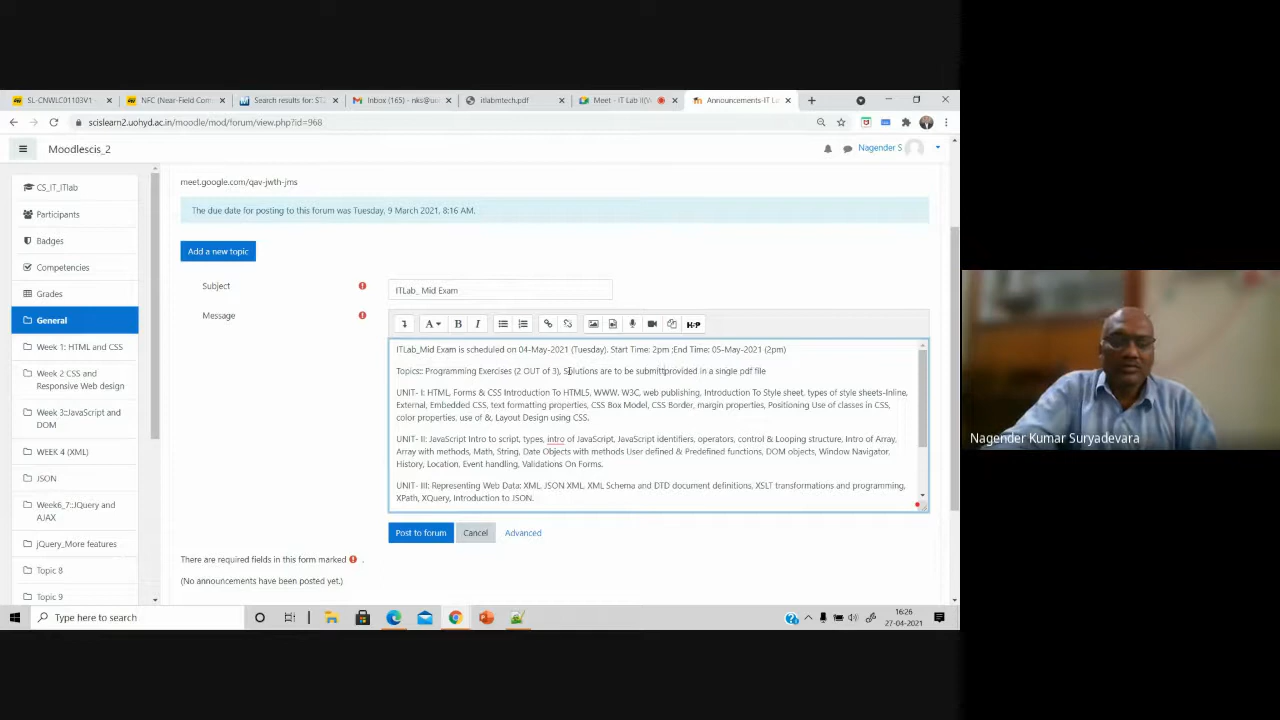 SL-CNWLC01103V1
NFC (Near-Field Com
Search results for: ST
Inbox (165) - nks@uo
itlabmtech.pdf
Meet - IT Lab II(W
Announcements-IT La
scislearn2.uohyd.ac.in/moodle/mod/forum/view.php?id=968
Moodlescis_2
Nagender S
CS_IT_ITlab
Participants
Badges
Competencies
Grades
General
Week 1: HTML and CSS
Week 2 CSS and
Responsive Web design
Week 3::JavaScript and
DOM
WEEK 4 (XML)
JSON
Week6_7::JQuery and
AJAX
jQuery_More features
Topic 8
Topic 9
meet.google.com/qav-jwth-jms
The due date for posting to this forum was Tuesday, 9 March 2021, 8:16 AM.
Add a new topic
Subject
ITLab_ Mid Exam
Message
A
B
I
H-P
ITLab_Mid Exam is scheduled on 04-May-2021 (Tuesday). Start Time: 2pm ;End Time: 05-May-2021 (2pm)
Topics:: Programming Exercises (2 OUT of 3), Solutions are to be submittprovided in a single pdf file
UNIT- I: HTML, Forms & CSS Introduction To HTML5, WWW, W3C, web publishing, Introduction To Style sheet, types of style sheets-Inline,
External, Embedded CSS, text formatting properties, CSS Box Model, CSS Border, margin properties, Positioning Use of classes in CSS,
color properties, use of &, Layout Design using CSS.
UNIT- II: JavaScript Intro to script, types, intro of JavaScript, JavaScript identifiers, operators, control & Looping structure, Intro of Array,
Array with methods, Math, String, Date Objects with methods User defined & Predefined functions, DOM objects, Window Navigator,
History, Location, Event handling, Validations On Forms.
UNIT- III: Representing Web Data: XML, JSON XML, XML Schema and DTD document definitions, XSLT transformations and programming,
XPath, XQuery, Introduction to JSON.
Post to forum
Cancel
Advanced
There are required fields in this form marked
.
(No announcements have been posted yet.)
Type here to search
16:26
27-04-2021
Nagender Kumar Suryadevara